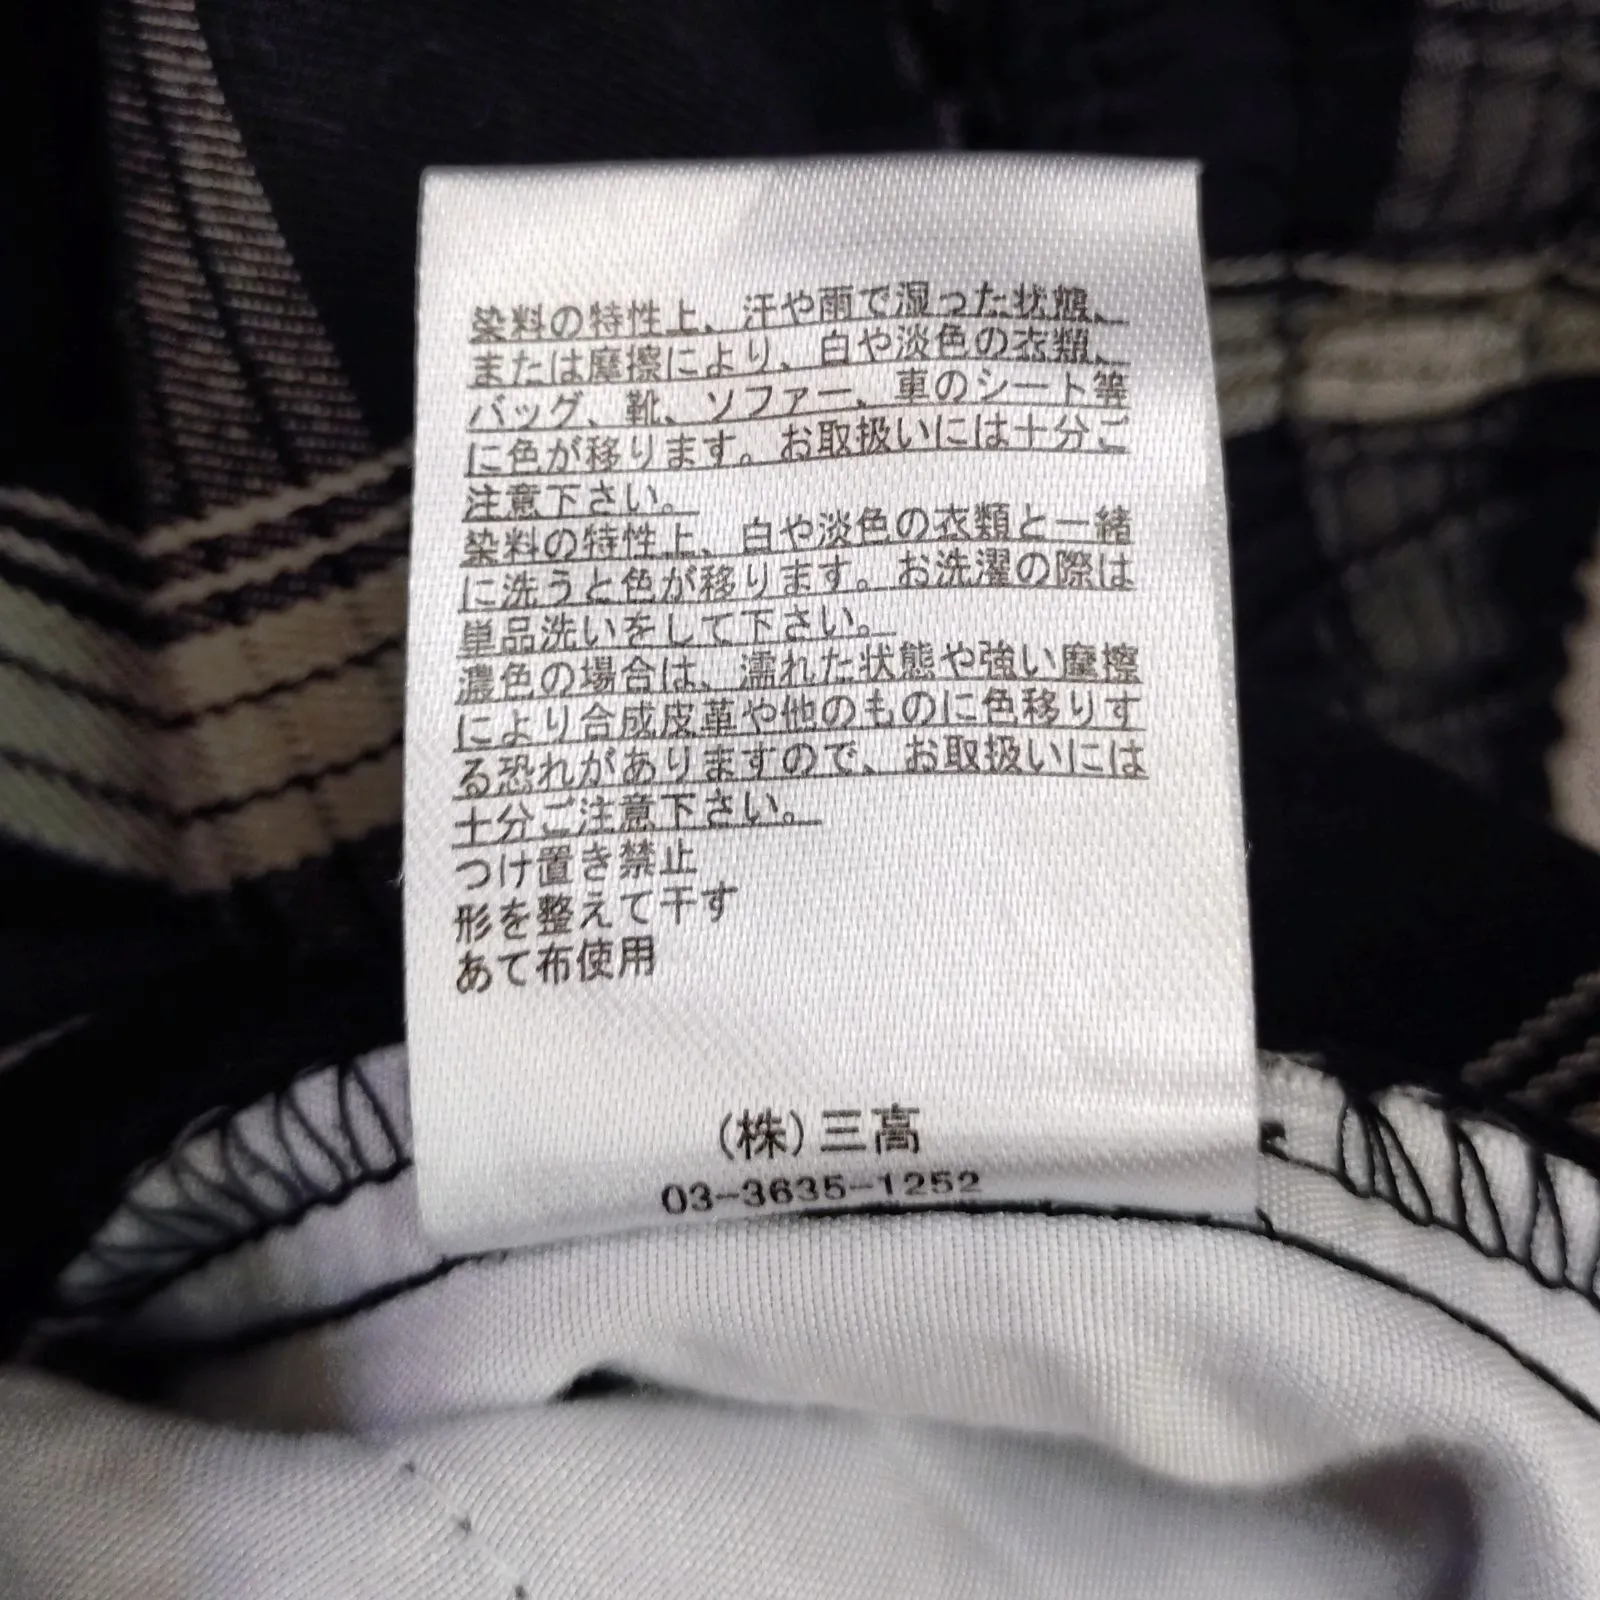 染料の特性上、汗や雨で湿った状態、
または摩擦により、白や淡色の衣類、
バッグ、靴、ソファー、車のシート等
に色が移ります。お取扱いには十分ご
注意下さい。
染料の特性上、白や淡色の衣類と一緒
に洗うと色が移ります。お洗濯の際は
単品洗いをして下さい。
濃色の場合は、濡れた状態や強い摩擦
により合成皮革や他のものに色移りす
る恐れがありますので、お取扱いには
十分ご注意下さい。
つけ置き禁止
形を整えて干す
あて布使用
(株)三高
03-3635-1252